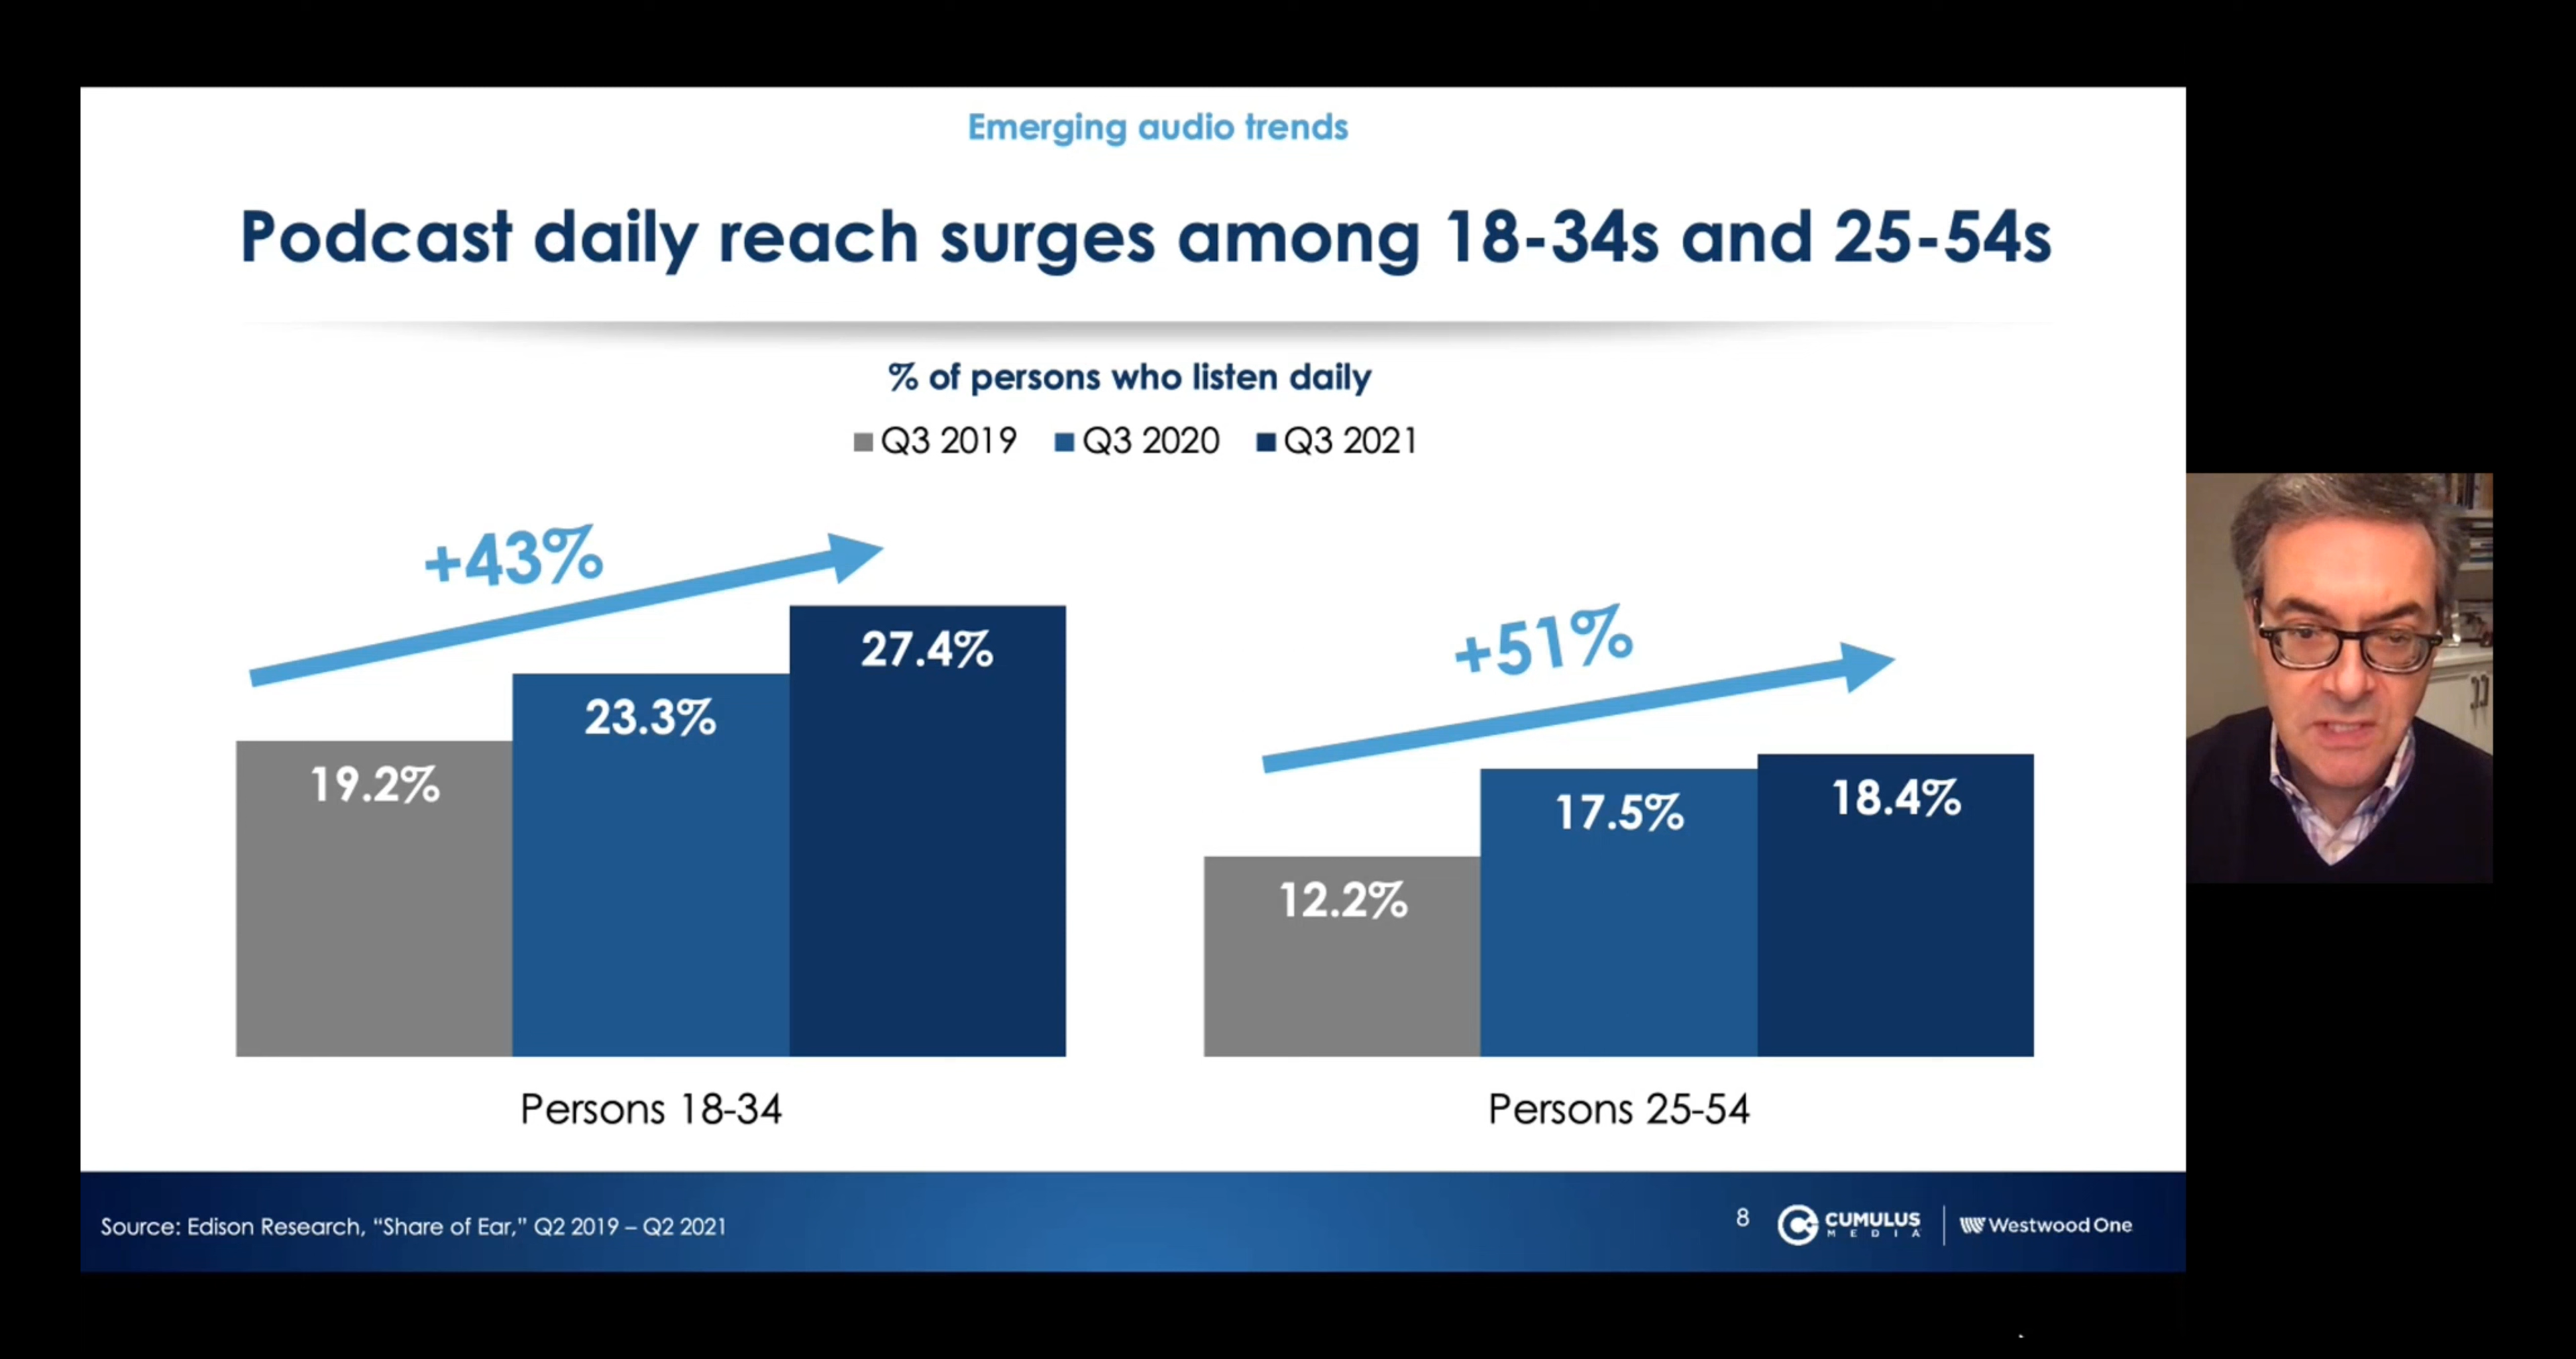 Emerging audio trends
Podcast daily reach surges among 18-34s and 25-54s
% of persons who listen daily
Q3 2019 Q3 2020 Q3 2021
+43%
+51%
19.2%
23.3%
27.4%
12.2%
17.5%
18.4%
Persons 18-34
Persons 25-54
Source: Edison Research, “Share of Ear,” Q2 2019 – Q2 2021
8
CUMULUS
MEDIA
Westwood One